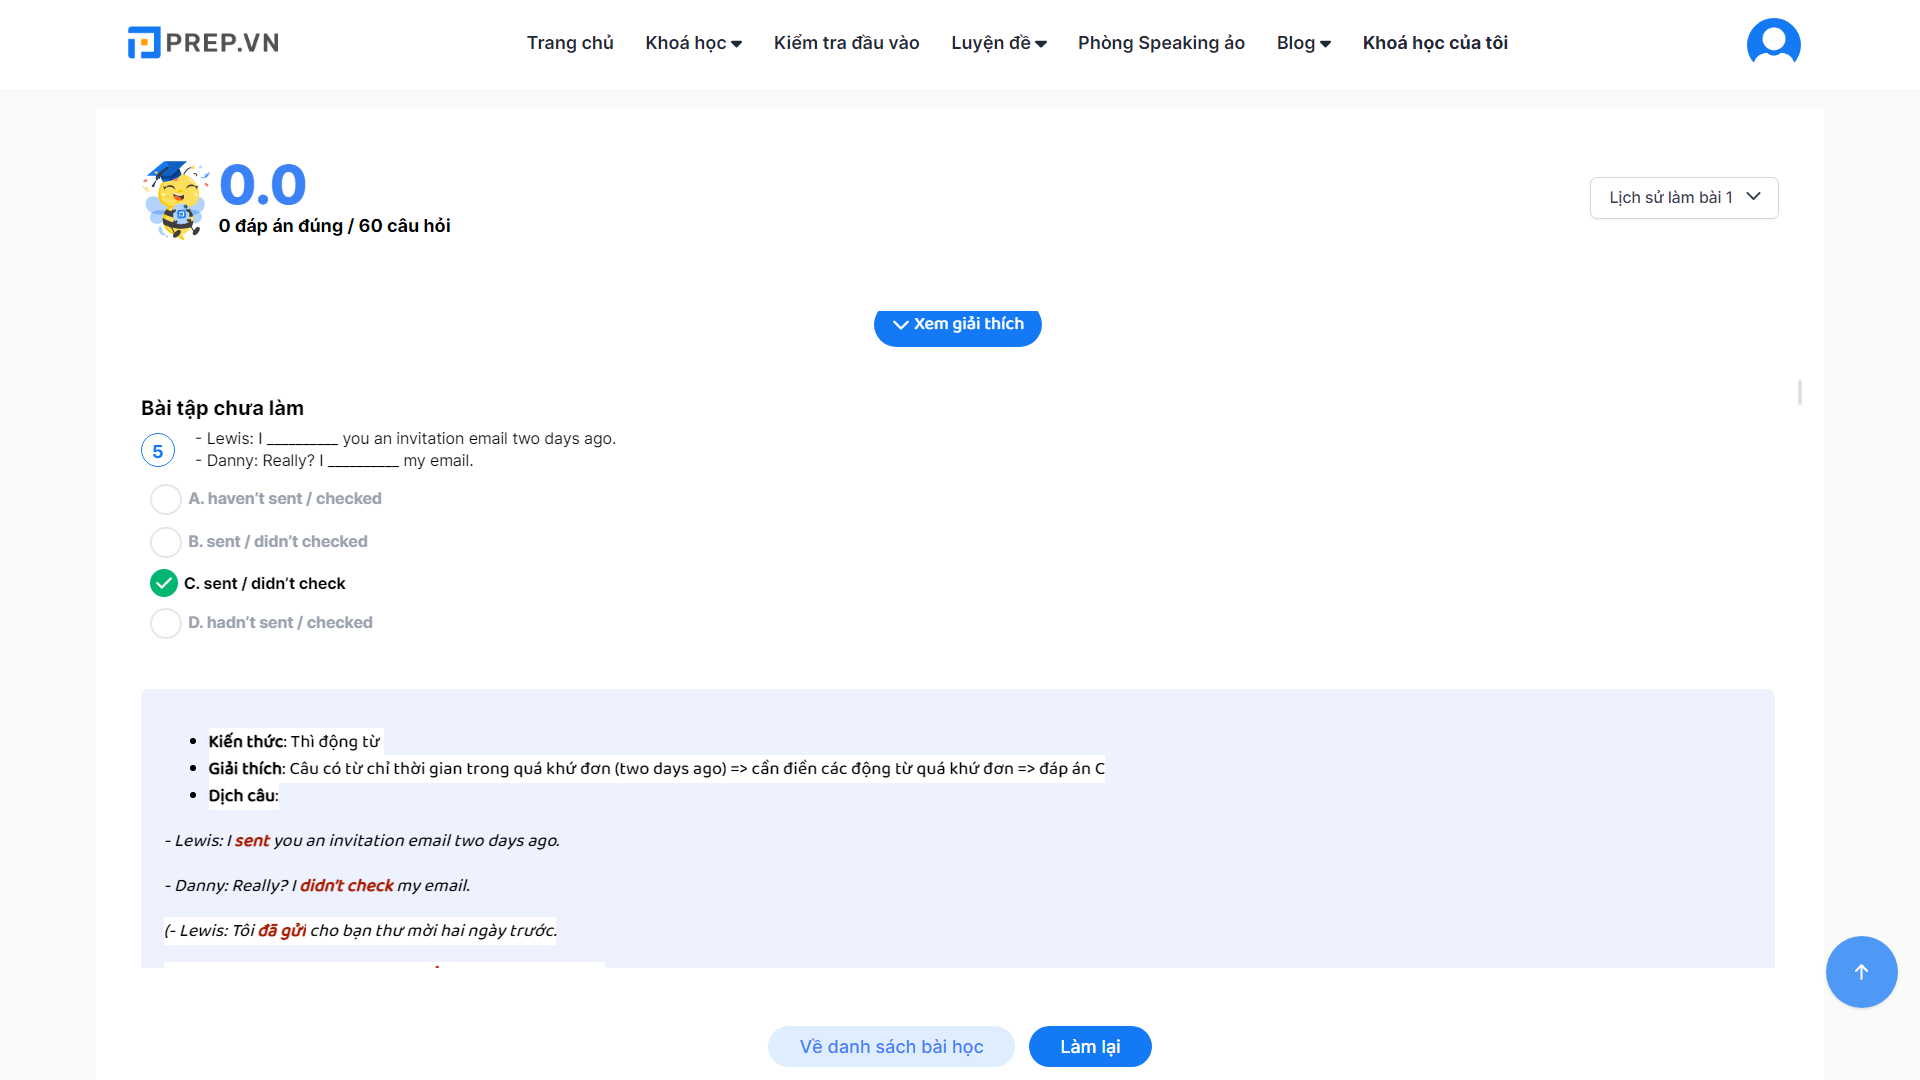 PREP.VN
Trang chủ Khoá học Kiểm tra đầu vào Luyện đề Phòng Speaking ảo Blog Khoá học của tôi
0.0
0 đáp án đúng / 60 câu hỏi
Lịch sử làm bài 1
Xem giải thích
Bài tập chưa làm
5
- Lewis: I __________ you an invitation email two days ago.
- Danny: Really? I __________ my email.
A. haven't sent / checked
B. sent / didn't checked
C. sent / didn't check
D. hadn't sent / checked
Kiến thức: Thì động từ
Giải thích: Câu có từ chỉ thời gian trong quá khứ đơn (two days ago) => cần điền các động từ quá khứ đơn => đáp án C
Dịch câu:
- Lewis: I sent you an invitation email two days ago.
- Danny: Really? I didn't check my email.
(- Lewis: Tôi đã gửi cho bạn thư mời hai ngày trước.
Về danh sách bài học Làm lại